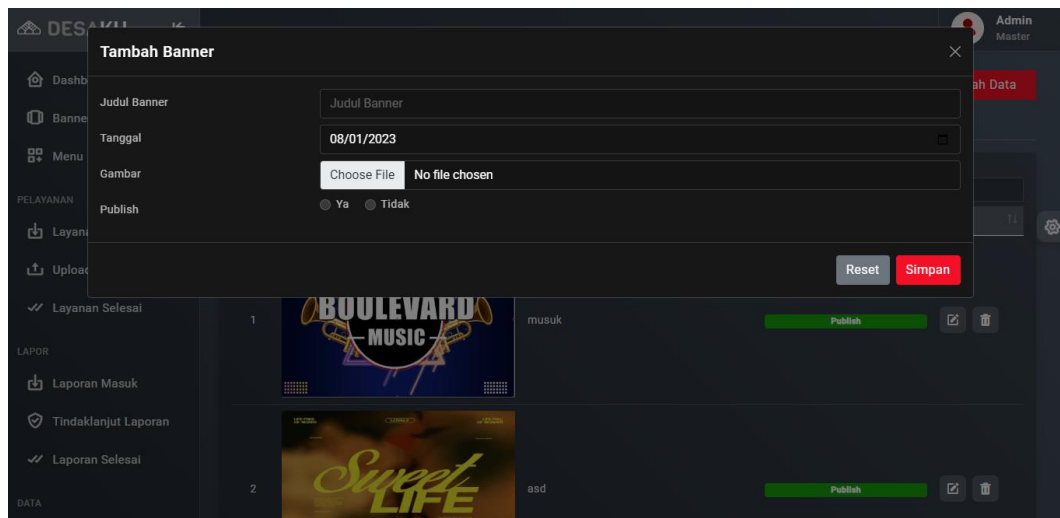 DESAKU
Admin
Master
Tambah Banner
Judul Banner
Judul Banner
Tanggal
08/01/2023
Gambar
Choose File No file chosen
Publish
Ya Tidak
Reset Simpan
Dashb
Banne
Menu
ah Data
PELAYANAN
Layana
Upload
Layanan Selesai
LAPOR
Laporan Masuk
Tindaklanjut Laporan
Laporan Selesai
DATA
1
BOULEVARD
MUSIC
musuk
Publish
2
Sweet
LIFE
asd
Publish